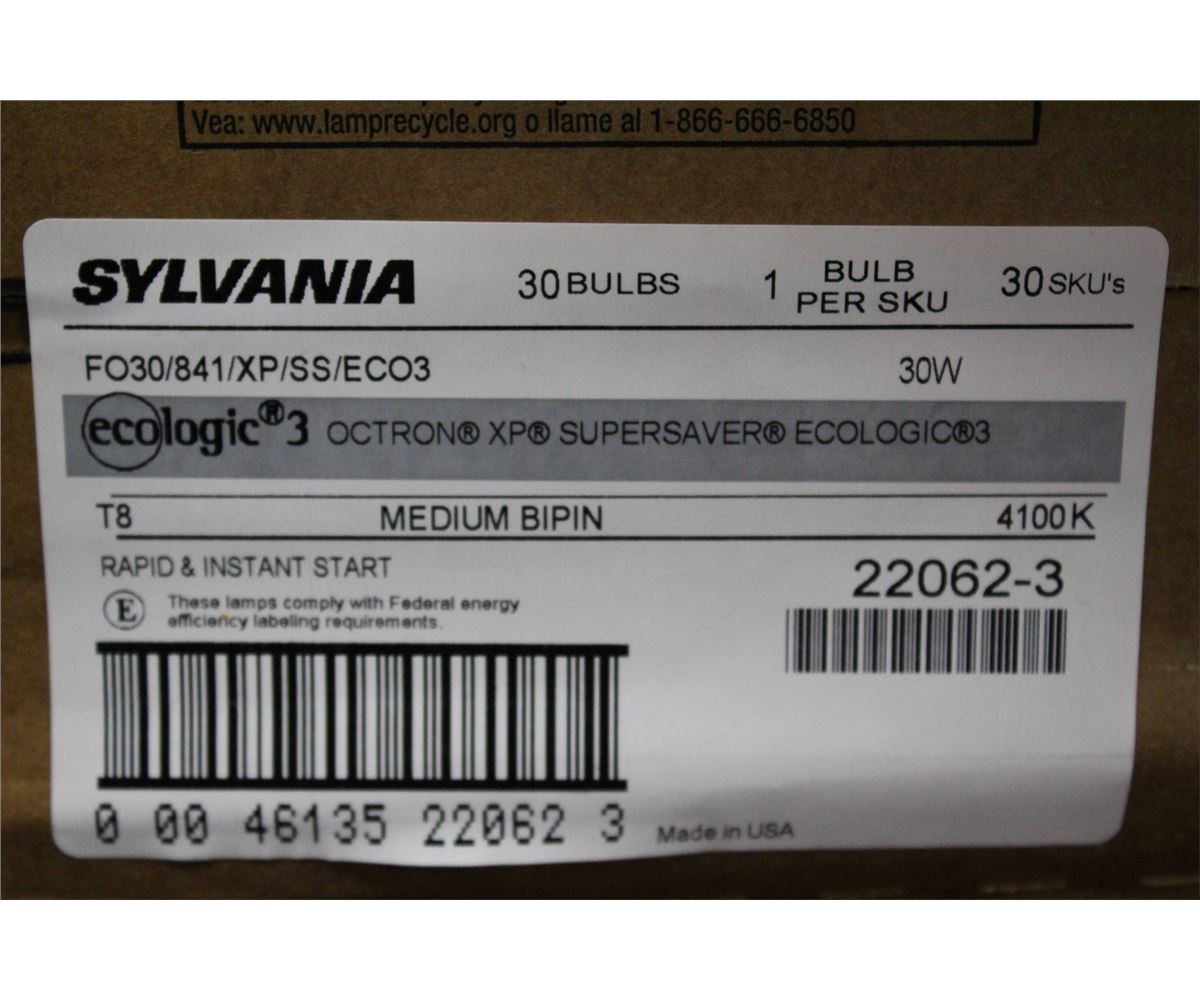 Vea: www.lamprecycle.org o llame al 1-866-666-6850
SYLVANIA 30 BULBS 1 BULB PER SKU 30 SKU's
FO30/841/XP/SS/ECO3 30W
ecologic®3 OCTRON® XP® SUPERSAVER® ECOLOGIC®3
T8 MEDIUM BIPIN 4100K
RAPID & INSTANT START
22062-3
E These lamps comply with Federal energy
efficiency labeling requirements.
0 00 46135 22062 3 Made in USA